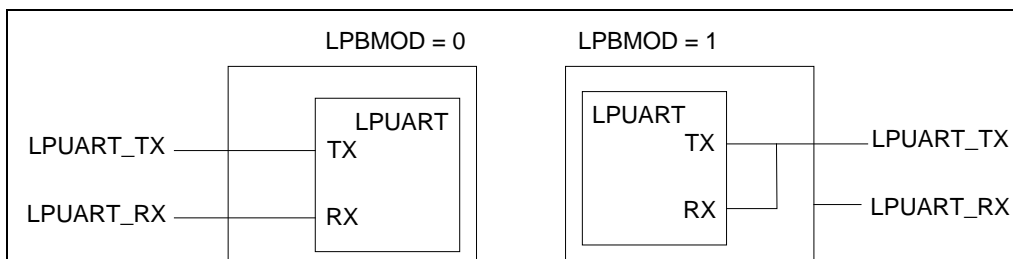 LPBMOD = 0
LPUART
LPUART_TX
TX
LPUART_RX
RX
LPBMOD = 1
LPUART
TX
LPUART_TX
RX
LPUART_RX